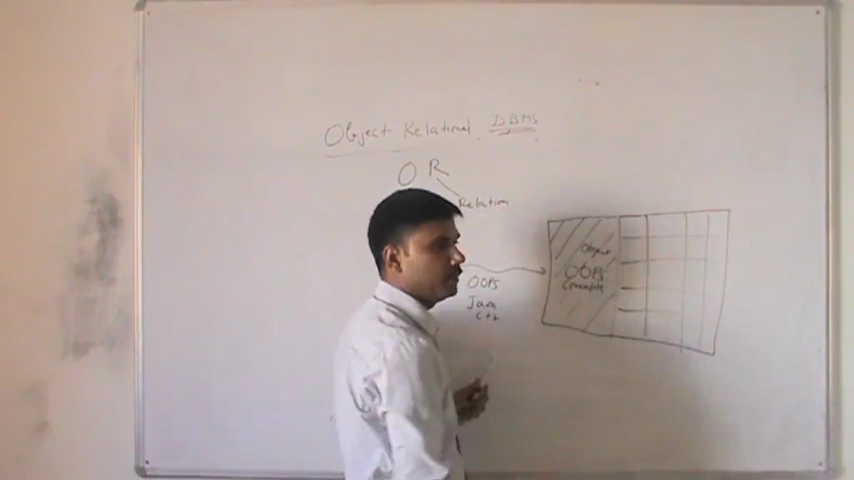 Object Relational DBMS
O R
Relation
OOPS
Java
C++
Object
OOPS
Concepts